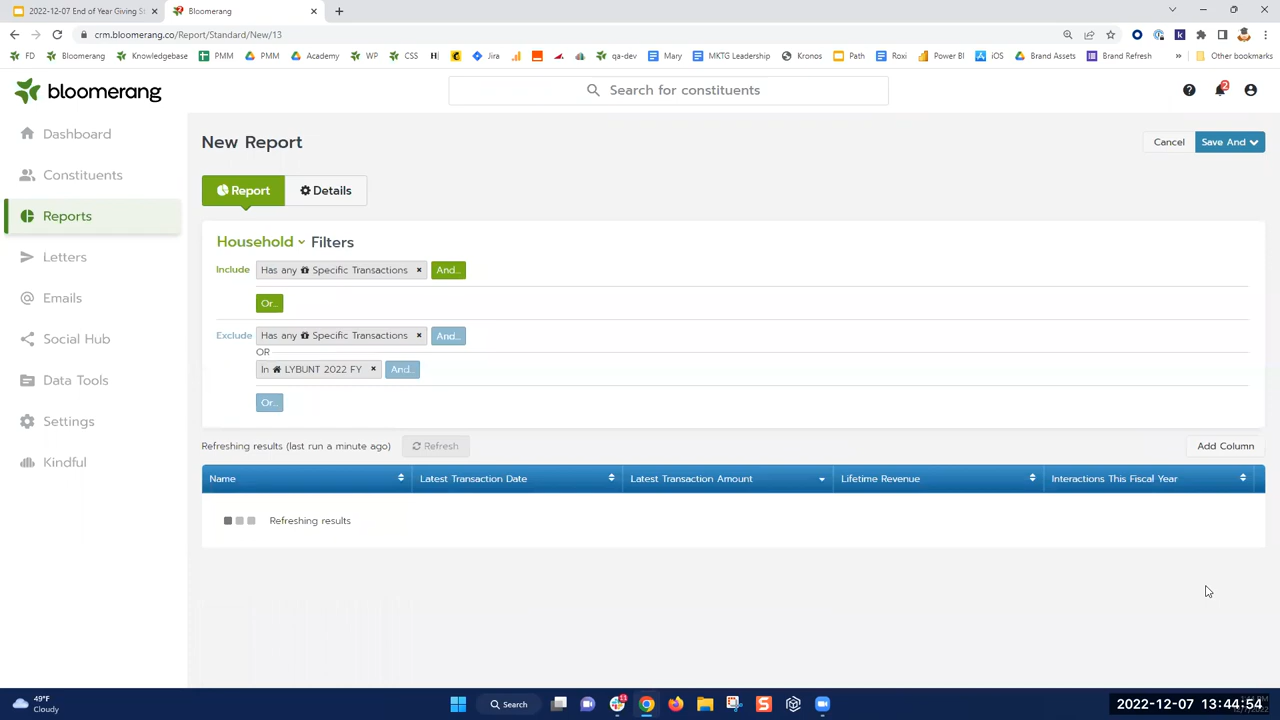 2022-12-07 End of Year Giving S
Bloomerang
crm.bloomerang.co/Report/Standard/New/13
FD
Bloomerang
Knowledgebase
PMM
PMM
Academy
WP
CSS
Jira
qa-dev
Mary
MKTG Leadership
Kronos
Path
Roxi
Power BI
iOS
Brand Assets
Brand Refresh
Other bookmarks
bloomerang
Search for constituents
2
Dashboard
Constituents
Reports
Letters
Emails
Social Hub
Data Tools
Settings
Kindful
New Report
Cancel
Save And
Report
Details
Household Filters
Include Has any Specific Transactions × And...
Or...
Exclude Has any Specific Transactions × And...
OR
In LYBUNT 2022 FY × And...
Or...
Refreshing results (last run a minute ago)
Refresh
Add Column
Name
Latest Transaction Date
Latest Transaction Amount
Lifetime Revenue
Interactions This Fiscal Year
Refreshing results
49°F
Cloudy
Search
2022-12-07 13:44:54